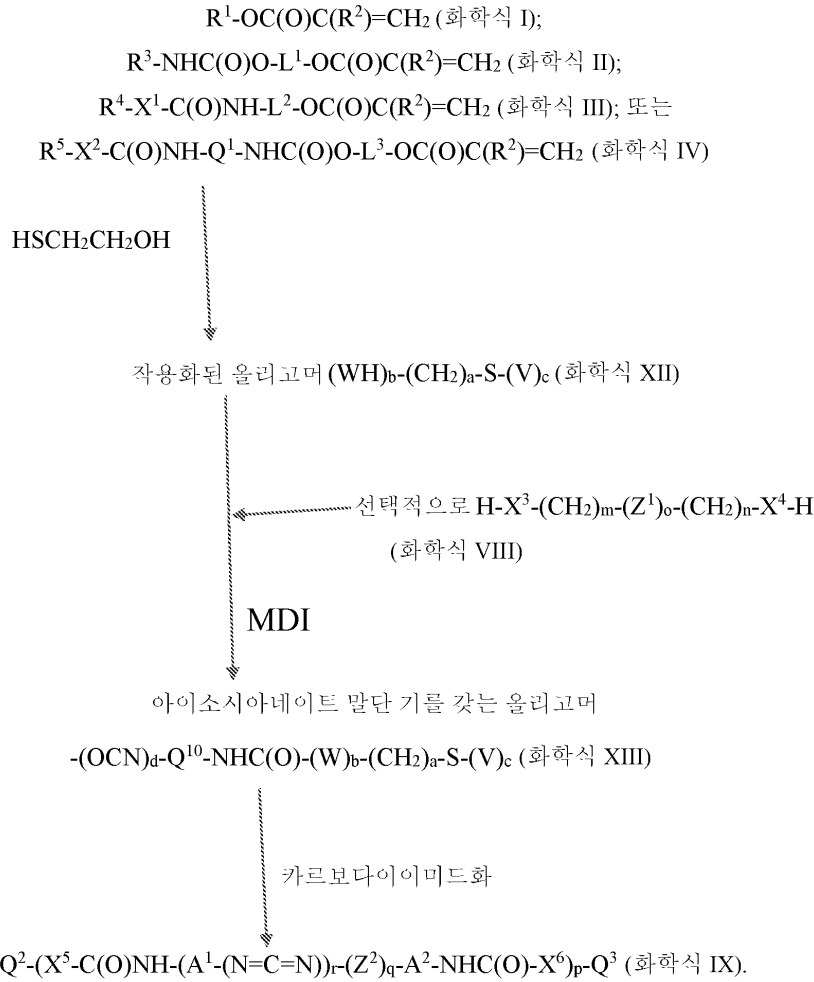 R¹-OC(O)C(R²)=CH₂ (화학식 I);
R³-NHC(O)O-L¹-OC(O)C(R²)=CH₂ (화학식 II);
R⁴-X¹-C(O)NH-L²-OC(O)C(R²)=CH₂ (화학식 III); 또는
R⁵-X²-C(O)NH-Q¹-NHC(O)O-L³-OC(O)C(R²)=CH₂ (화학식 IV)
HSCH₂CH₂OH
작용화된 올리고머 (WH)b-(CH₂)a-S-(V)c (화학식 XII)
선택적으로 H-X³-(CH₂)m-(Z¹)o-(CH₂)n-X⁴-H
(화학식 VIII)
MDI
아이소시아네이트 말단 기를 갖는 올리고머
-(OCN)d-Q¹⁰-NHC(O)-(W)b-(CH₂)a-S-(V)c (화학식 XIII)
카르보다이이미드화
Q²-(X⁵-C(O)NH-(A¹-(N=C=N))r-(Z²)q-A²-NHC(O)-X⁶)p-Q³ (화학식 IX).